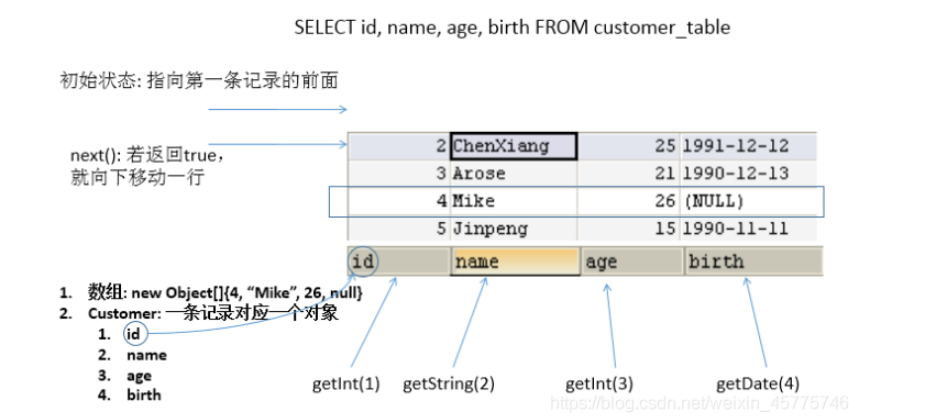 SELECT id, name, age, birth FROM customer_table
初始状态: 指向第一条记录的前面
next(): 若返回true,
就向下移动一行
2 ChenXiang 25 1991-12-12
3 Arose 21 1990-12-13
4 Mike 26 (NULL)
5 Jinpeng 15 1990-11-11
id name age birth
1. 数组: new Object[]{4, “Mike”, 26, null}
2. Customer: 一条记录对应一个对象
1. id
2. name
3. age
4. birth
getInt(1) getString(2) getInt(3) getDate(4)
https://blog.csdn.net/weixin_45775746